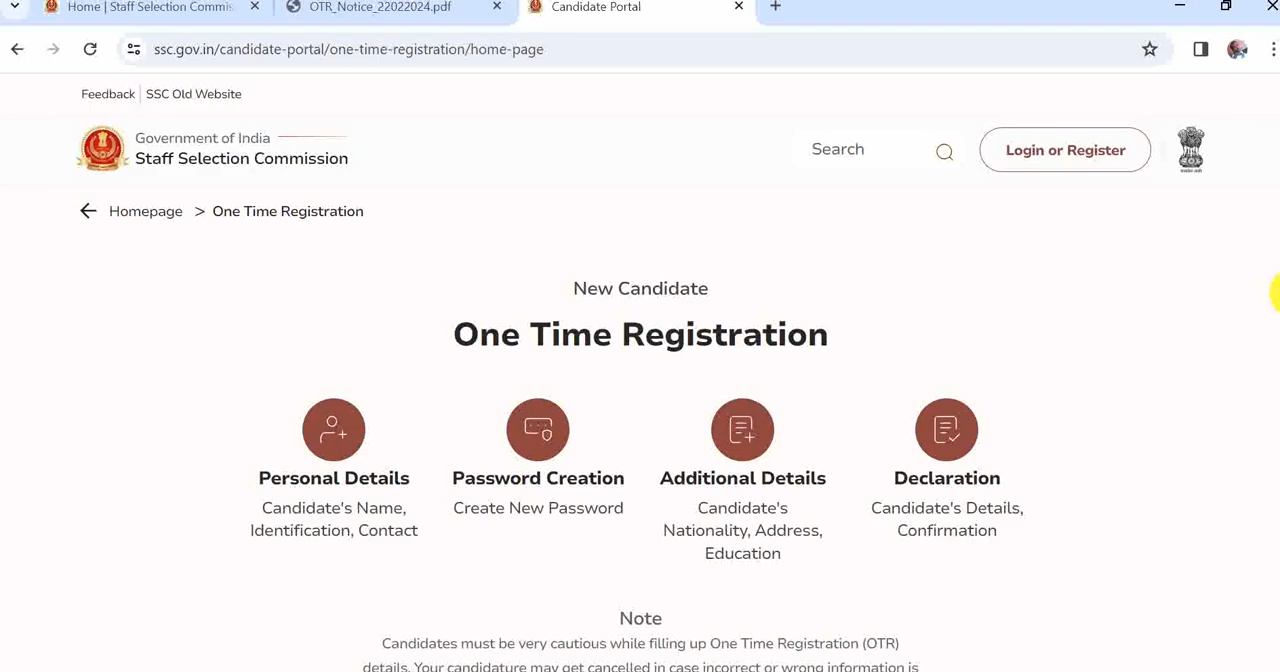 Home | Staff Selection Commis
OTR_Notice_22022024.pdf
Candidate Portal
ssc.gov.in/candidate-portal/one-time-registration/home-page
Feedback
SSC Old Website
Government of India
Staff Selection Commission
Search
Login or Register
Homepage > One Time Registration
New Candidate
One Time Registration
Personal Details
Candidate's Name,
Identification, Contact
Password Creation
Create New Password
Additional Details
Candidate's
Nationality, Address,
Education
Declaration
Candidate's Details,
Confirmation
Note
Candidates must be very cautious while filling up One Time Registration (OTR)
details. Your candidature may get cancelled in case incorrect or wrong information is